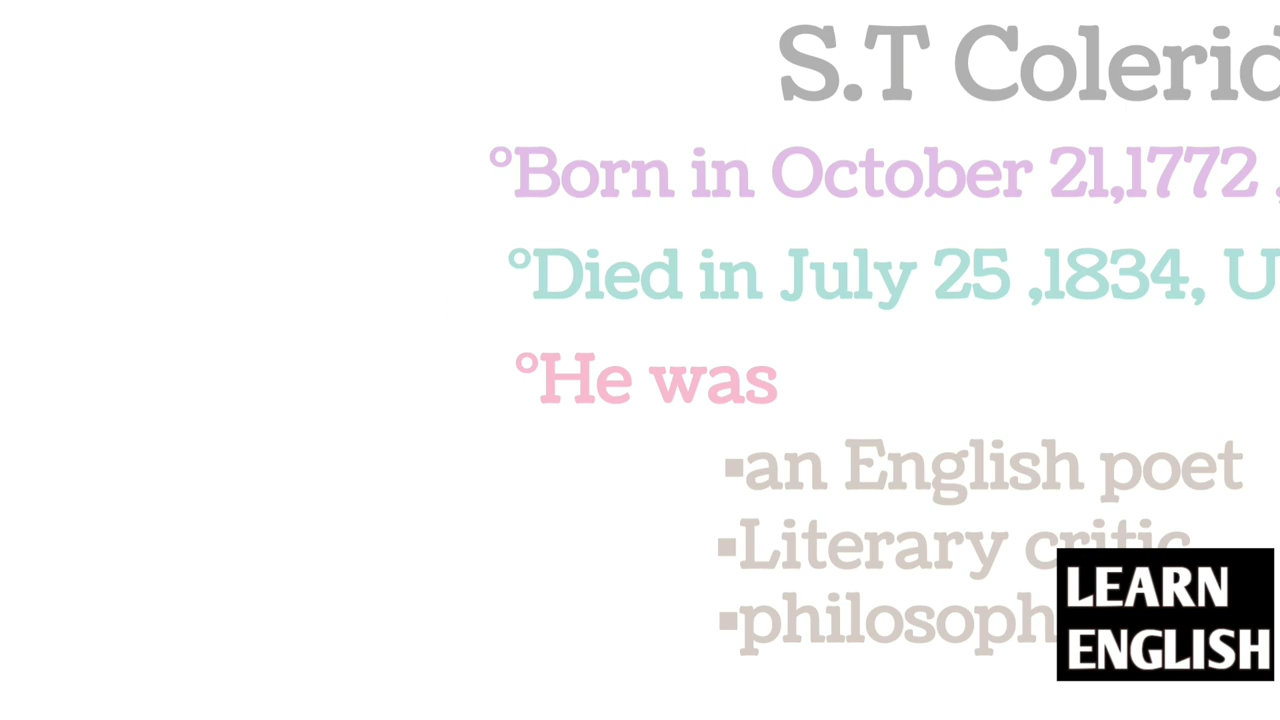 S.T Colerid
°Born in October 21,1772 ,
°Died in July 25 ,1834, U
°He was
▪an English poet
▪Literary critic
▪philosoph
LEARN
ENGLISH